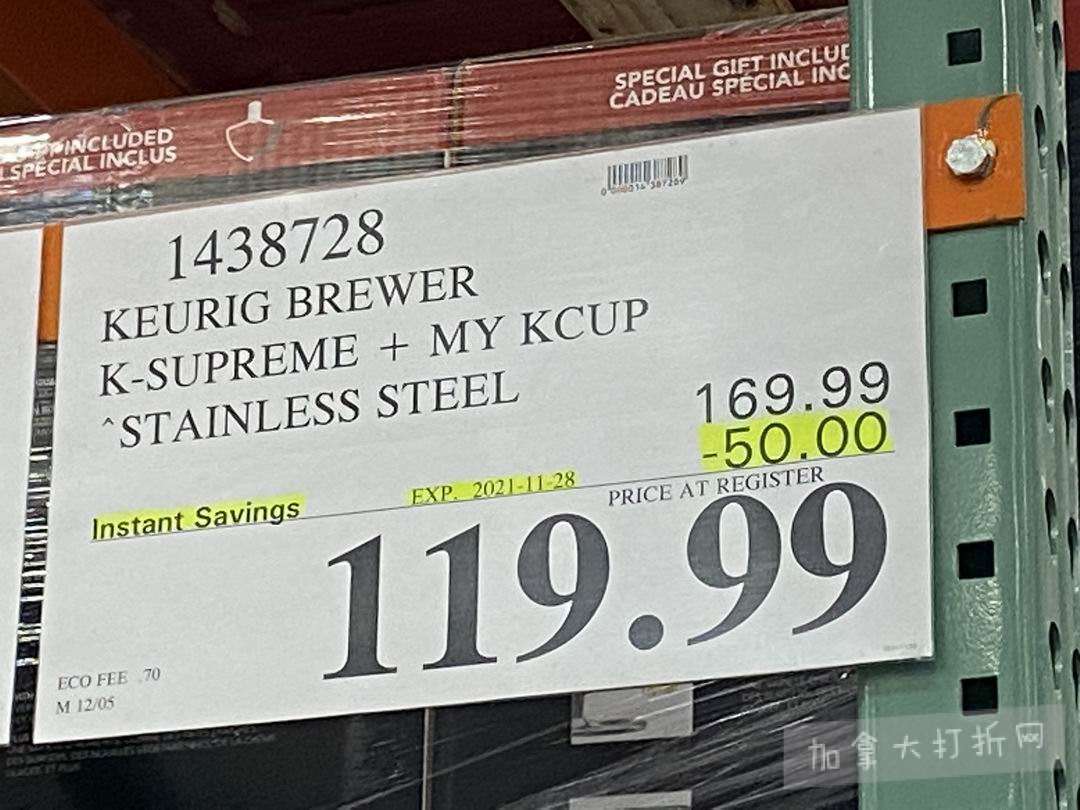 SPECIAL GIFT INCLUD
CADEAU SPÉCIAL INC
INCLUDED
SPÉCIAL INCLUS
1438728
KEURIG BREWER
K-SUPREME + MY KCUP
^STAINLESS STEEL
169.99
-50.00
Instant Savings EXP. 2021-11-28 PRICE AT REGISTER
119.99
ECO FEE .70
M 12/05
加拿大打折网